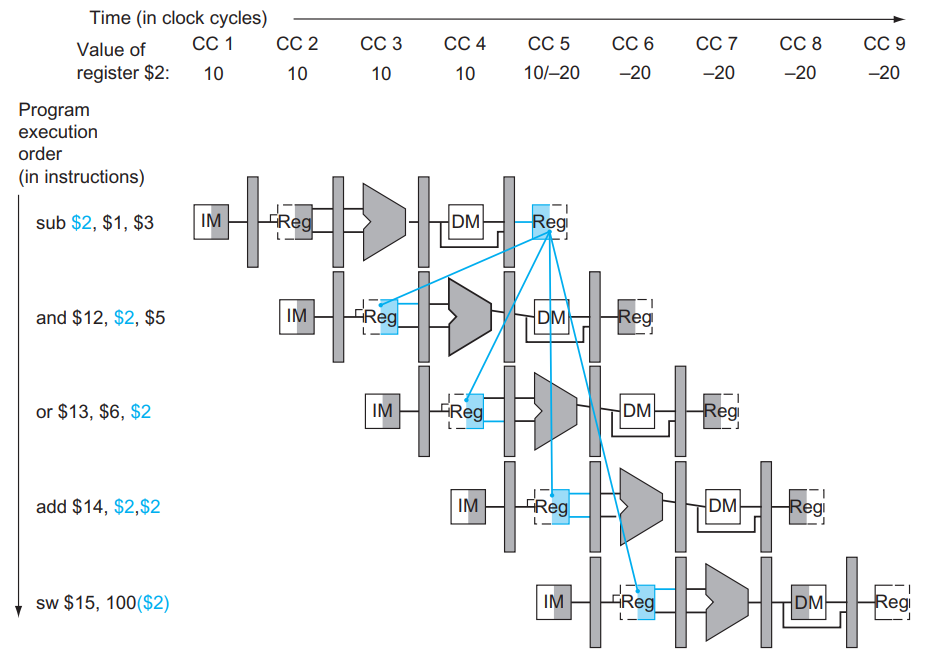 Time (in clock cycles)
CC 1 CC 2 CC 3 CC 4 CC 5 CC 6 CC 7 CC 8 CC 9
Value of
register $2: 10 10 10 10 10/–20 –20 –20 –20 –20
Program
execution
order
(in instructions)
sub $2, $1, $3 IM Reg DM Reg
and $12, $2, $5 IM Reg DM Reg
or $13, $6, $2 IM Reg DM Reg
add $14, $2,$2 IM Reg DM Reg
sw $15, 100($2) IM Reg DM Reg